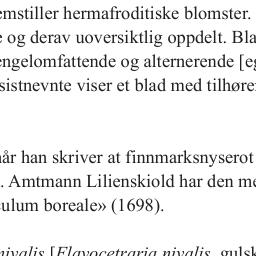 emstiller hermafroditiske blomster.
e og derav uoversiktlig oppdelt. Bla
engelomfattende og alternerende [eg
sistnevnte viser et blad med tilhøre
når han skriver at finnmarksnyserot
. Amtmann Lilienskiold har den me
culum boreale» (1698).
nivalis [Flavocetraria nivalis, gulsk